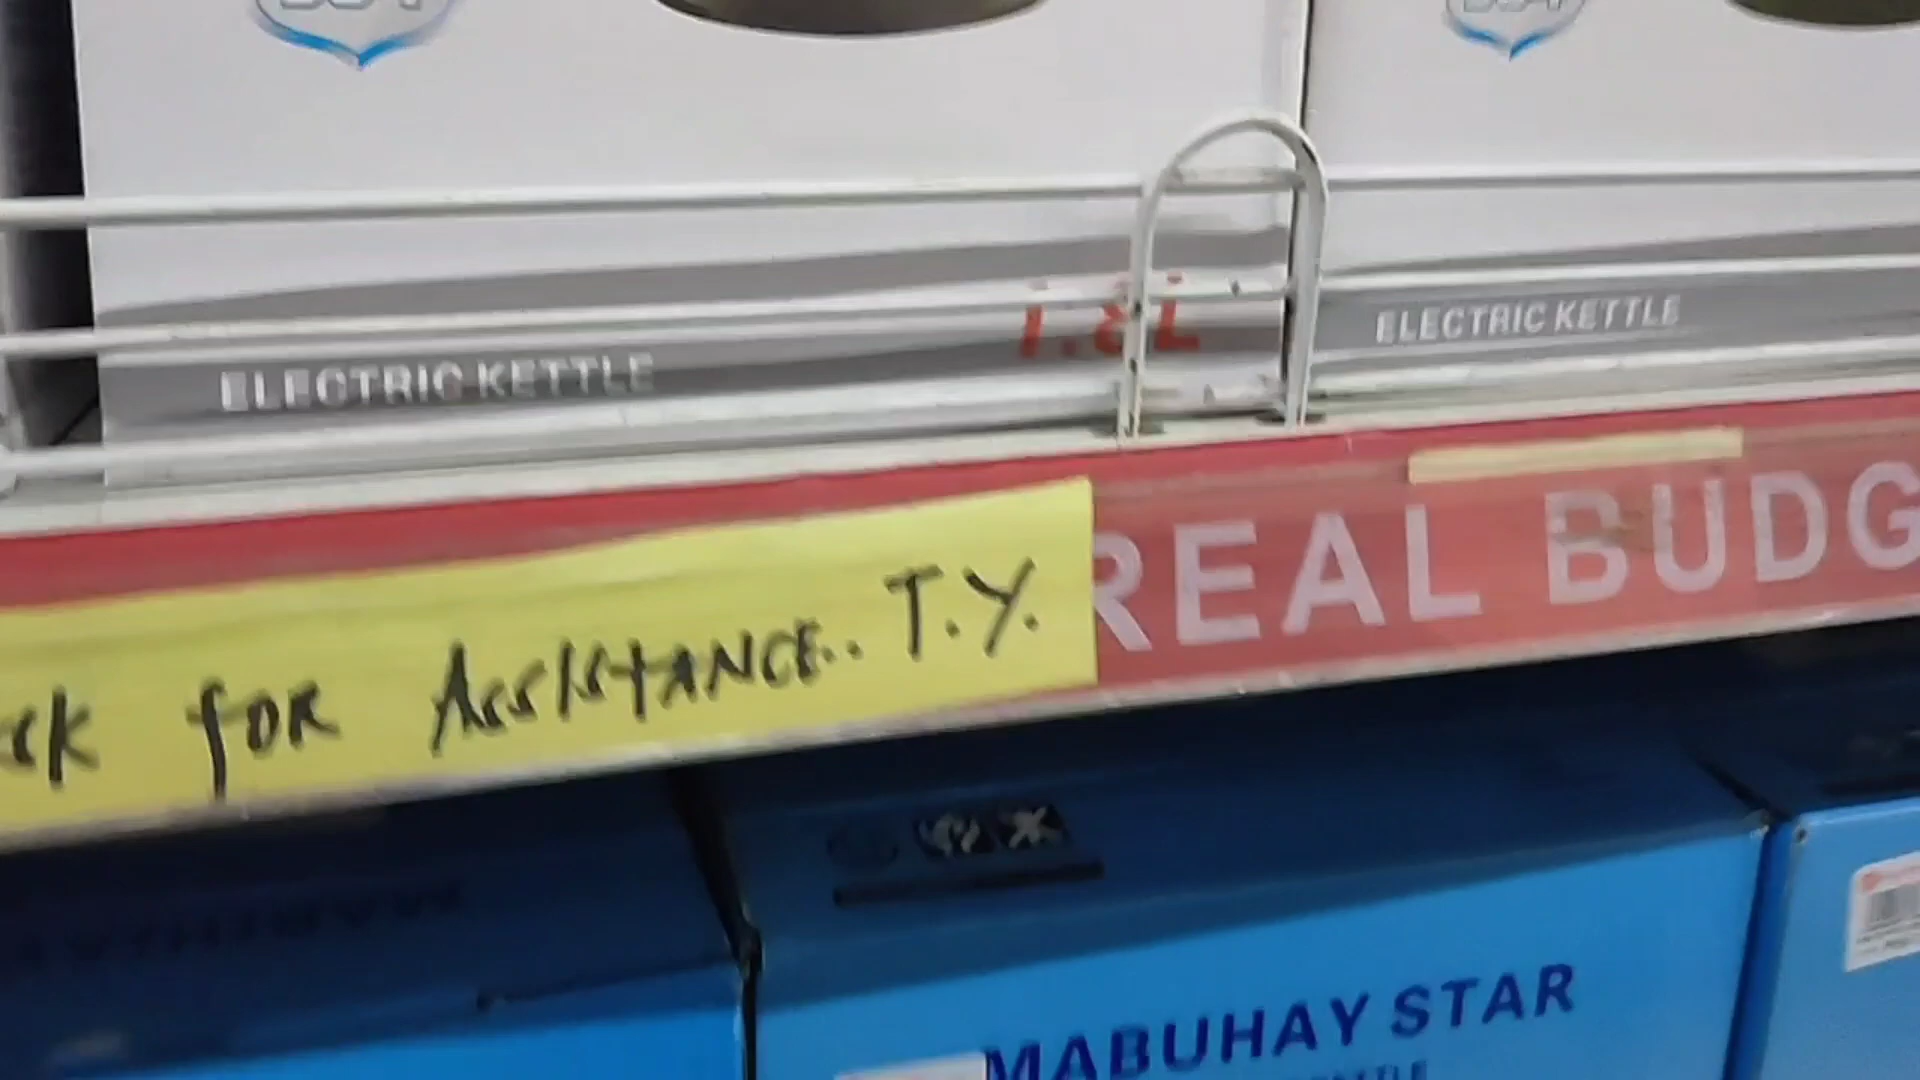 ELECTRIC KETTLE
1.8L
ELECTRIC KETTLE
REAL BUDG
for Assistance.. T.Y.
MABUHAY STAR